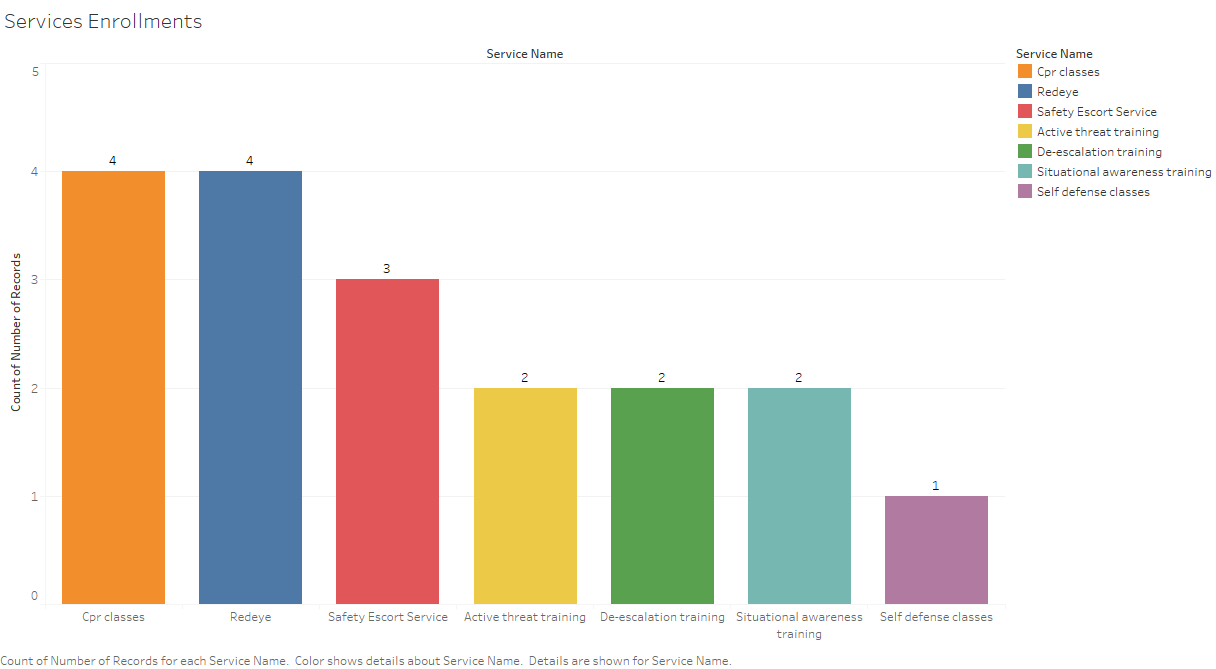 Services Enrollments
Service Name
Service Name
Cpr classes
Redeye
Safety Escort Service
Active threat training
De-escalation training
Situational awareness training
Self defense classes
Count of Number of Records
5
4
3
2
1
0
4
4
3
2
2
2
1
Cpr classes
Redeye
Safety Escort Service
Active threat training
De-escalation training
Situational awareness
training
Self defense classes
Count of Number of Records for each Service Name.  Color shows details about Service Name.  Details are shown for Service Name.